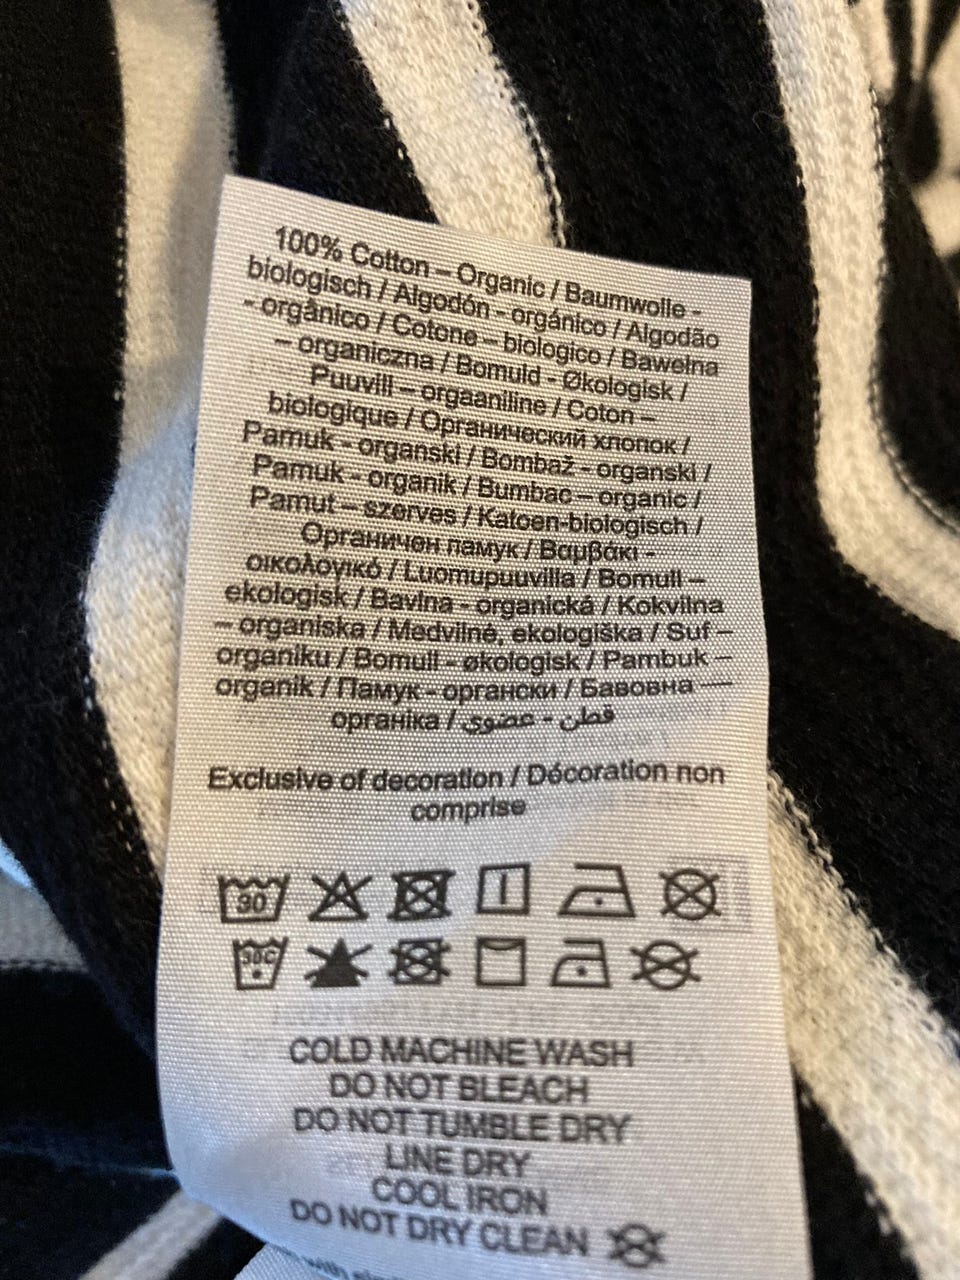 100% Cotton – Organic / Baumwolle -
biologisch / Algodón - orgánico / Algodão
- orgânico / Cotone – biologico / Bawełna
– organiczna / Bomuld - Økologisk /
Puuvill – orgaaniline / Coton –
biologique / Органический хлопок /
Pamuk - organski / Bombaž - organski /
Pamuk - organik / Bumbac – organic /
Pamut – szerves / Katoen-biologisch /
Органичен памук / Βαμβάκι -
οικολογικό / Luomupuuvilla / Bomull –
ekologisk / Bavlna - organická / Kokvilna
– organiska / Medvilnė, ekologiška / Suf –
organiku / Bomull - økologisk / Pambuk –
organik / Памук - органски / Бавовна —
органіка / قطن - عضوي
Exclusive of decoration / Décoration non
comprise
30
30C
COLD MACHINE WASH
DO NOT BLEACH
DO NOT TUMBLE DRY
LINE DRY
COOL IRON
DO NOT DRY CLEAN